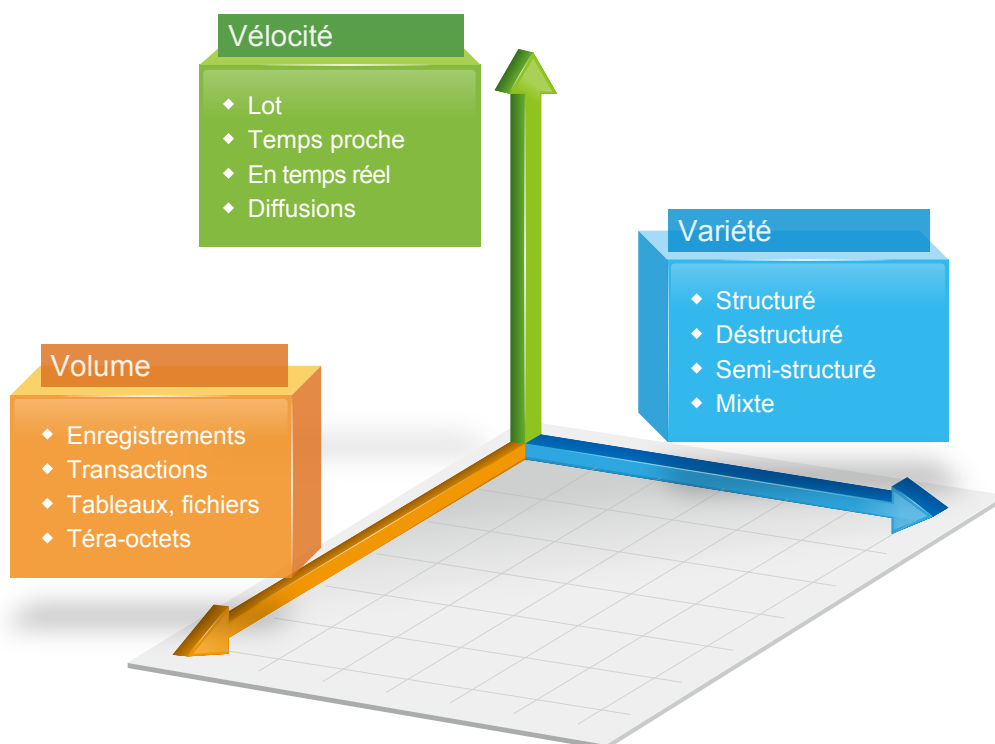 Vélocité
Lot
Temps proche
En temps réel
Diffusions
Variété
Structuré
Déstructuré
Semi-structuré
Mixte
Volume
Enregistrements
Transactions
Tableaux, fichiers
Téra-octets